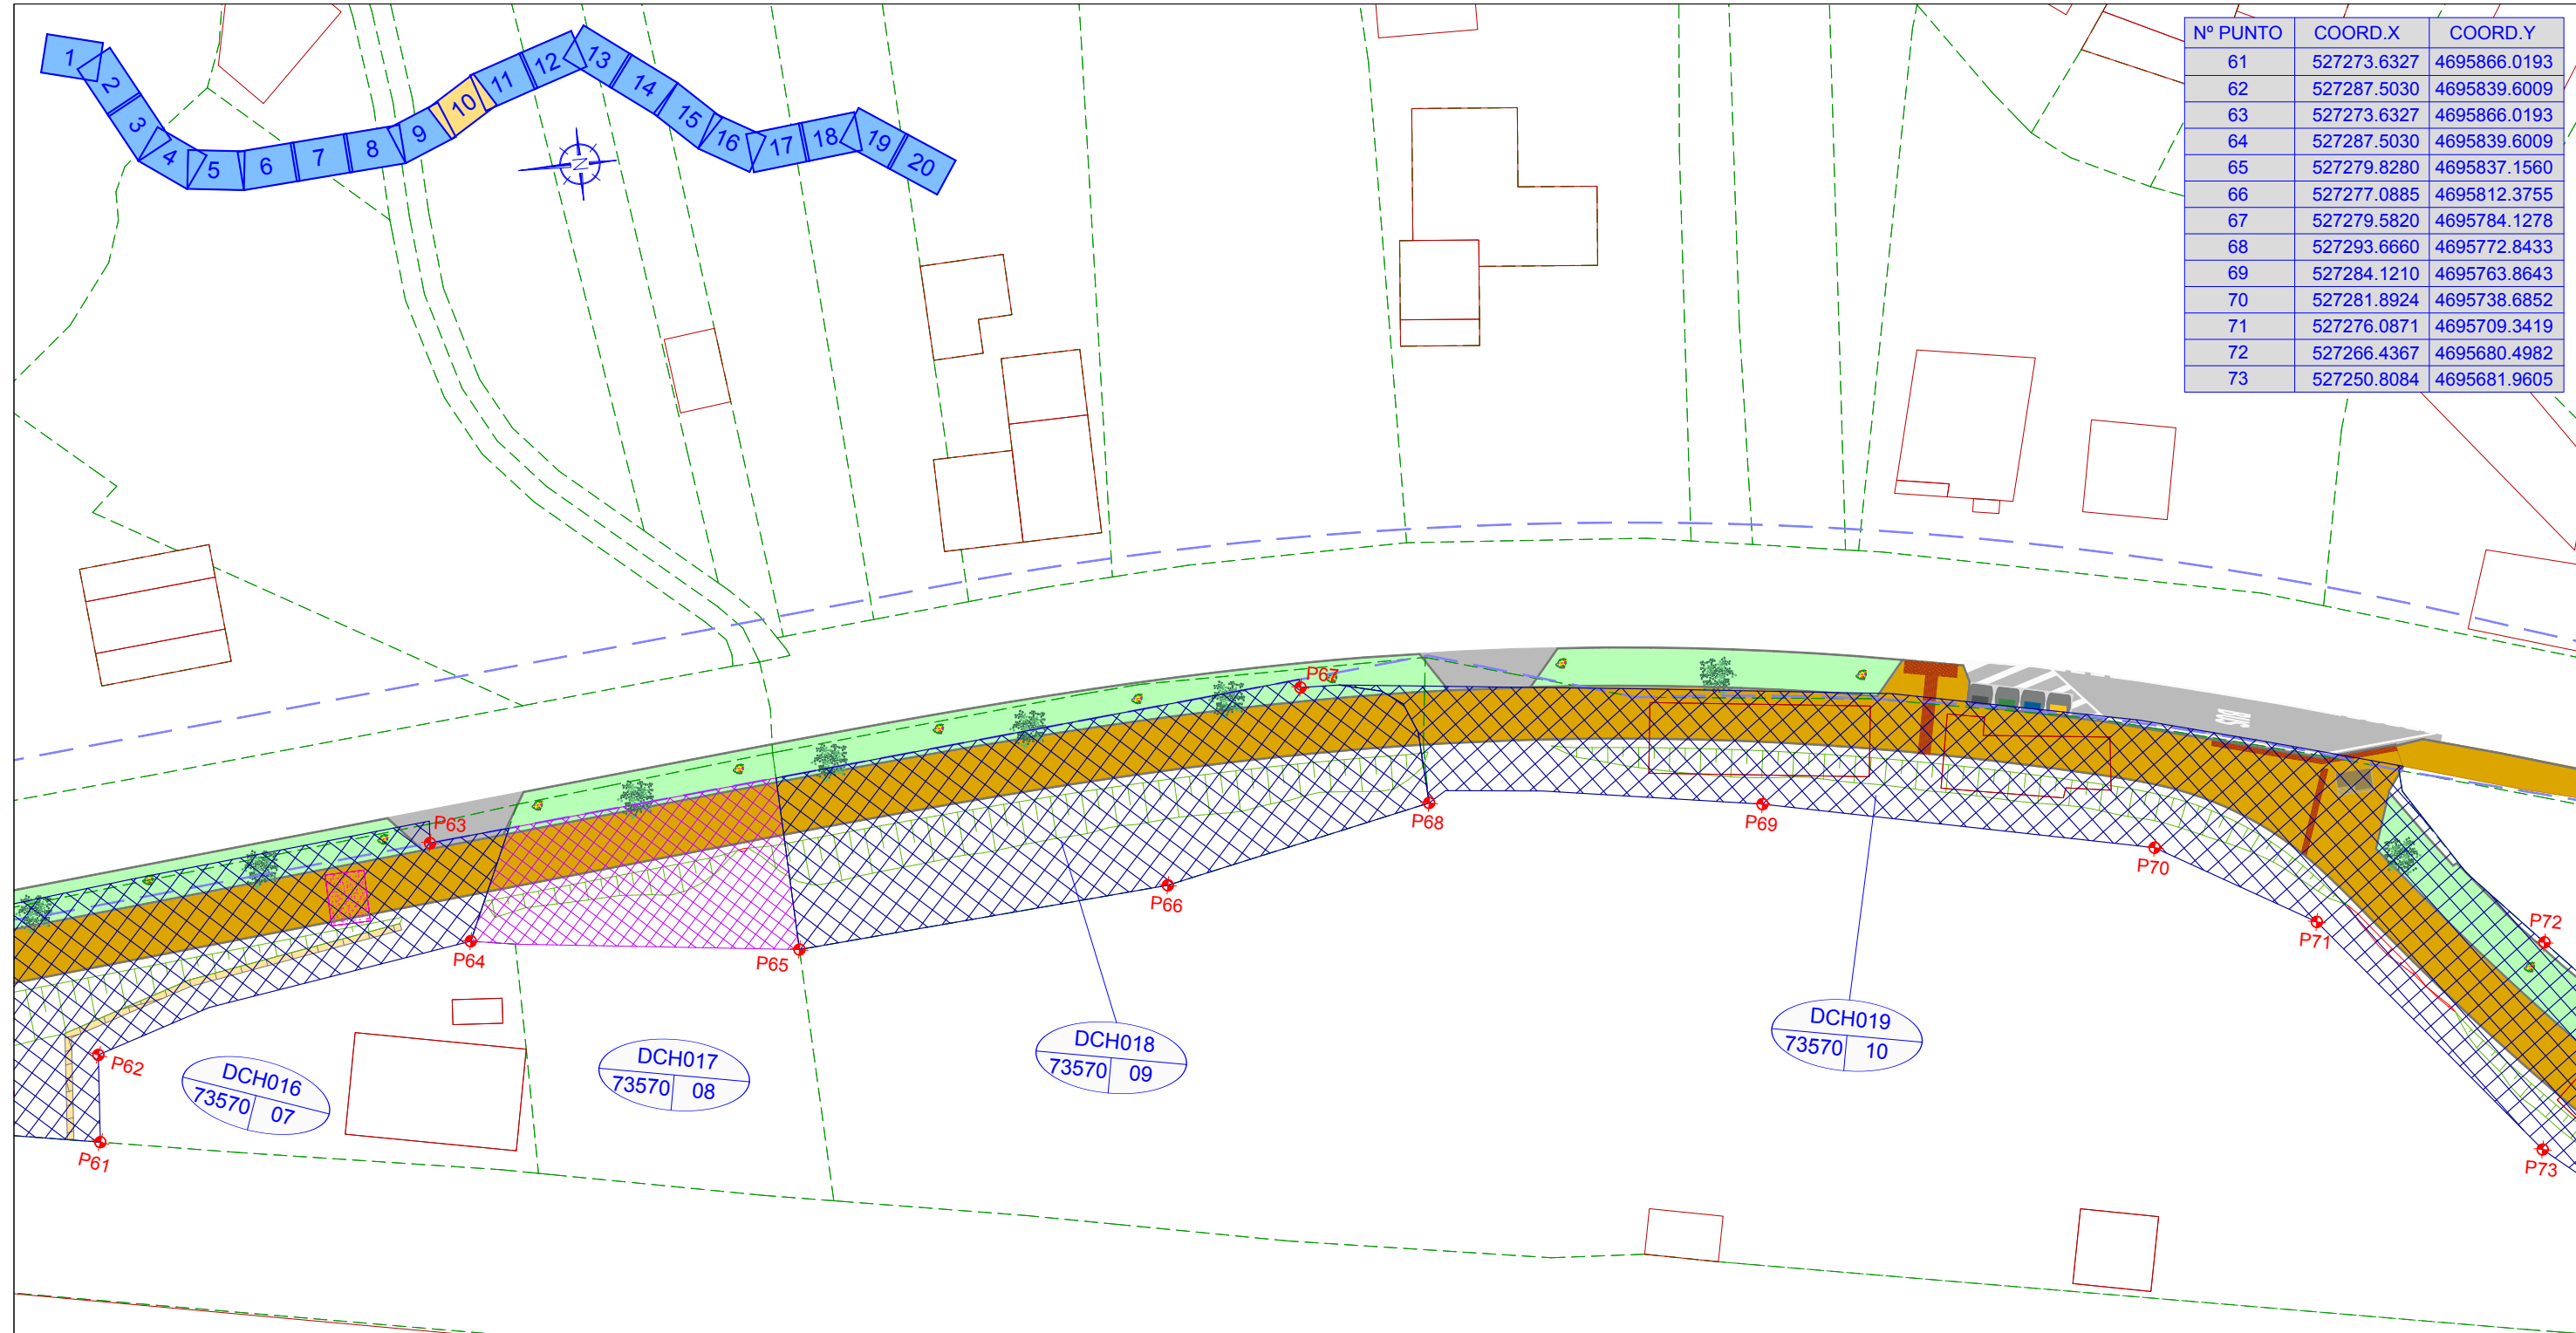 1
2
3
4
5
6
7
8
9
10
11
12
13
14
15
16
17
18
19
20
N
Nº PUNTO COORD.X COORD.Y
61 527273.6327 4695866.0193
62 527287.5030 4695839.6009
63 527273.6327 4695866.0193
64 527287.5030 4695839.6009
65 527279.8280 4695837.1560
66 527277.0885 4695812.3755
67 527279.5820 4695784.1278
68 527293.6660 4695772.8433
69 527284.1210 4695763.8643
70 527281.8924 4695738.6852
71 527276.0871 4695709.3419
72 527266.4367 4695680.4982
73 527250.8084 4695681.9605
P67
BUS
P63
P68
P69
P70
P66
P71
P72
P64
P65
P62
P61
P73
DCH016
73570 07
DCH017
73570 08
DCH018
73570 09
DCH019
73570 10